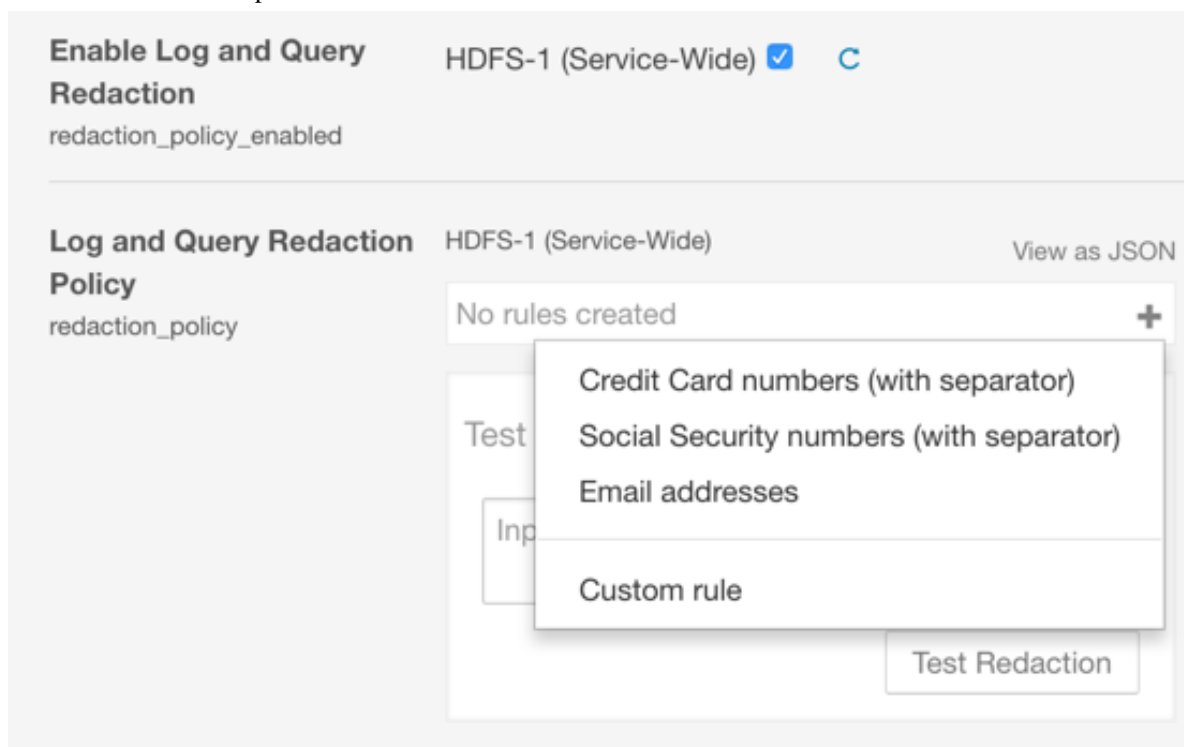 Enable Log and Query
Redaction
redaction_policy_enabled
HDFS-1 (Service-Wide)
Log and Query Redaction
Policy
redaction_policy
HDFS-1 (Service-Wide)
View as JSON
No rules created
Credit Card numbers (with separator)
Social Security numbers (with separator)
Email addresses
Custom rule
Test
Inp
Test Redaction